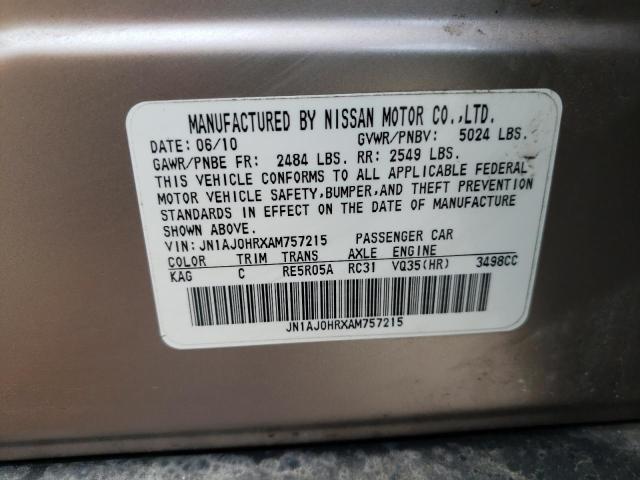 MANUFACTURED BY NISSAN MOTOR CO.,LTD.
DATE: 06/10 GVWR/PNBV: 5024 LBS.
GAWR/PNBE FR: 2484 LBS. RR: 2549 LBS.
THIS VEHICLE CONFORMS TO ALL APPLICABLE FEDERAL
MOTOR VEHICLE SAFETY,BUMPER,AND THEFT PREVENTION
STANDARDS IN EFFECT ON THE DATE OF MANUFACTURE
SHOWN ABOVE.
VIN: JN1AJ0HRXAM757215 PASSENGER CAR
COLOR TRIM TRANS AXLE ENGINE
KAG C RE5R05A RC31 VQ35(HR) 3498CC
JN1AJ0HRXAM757215